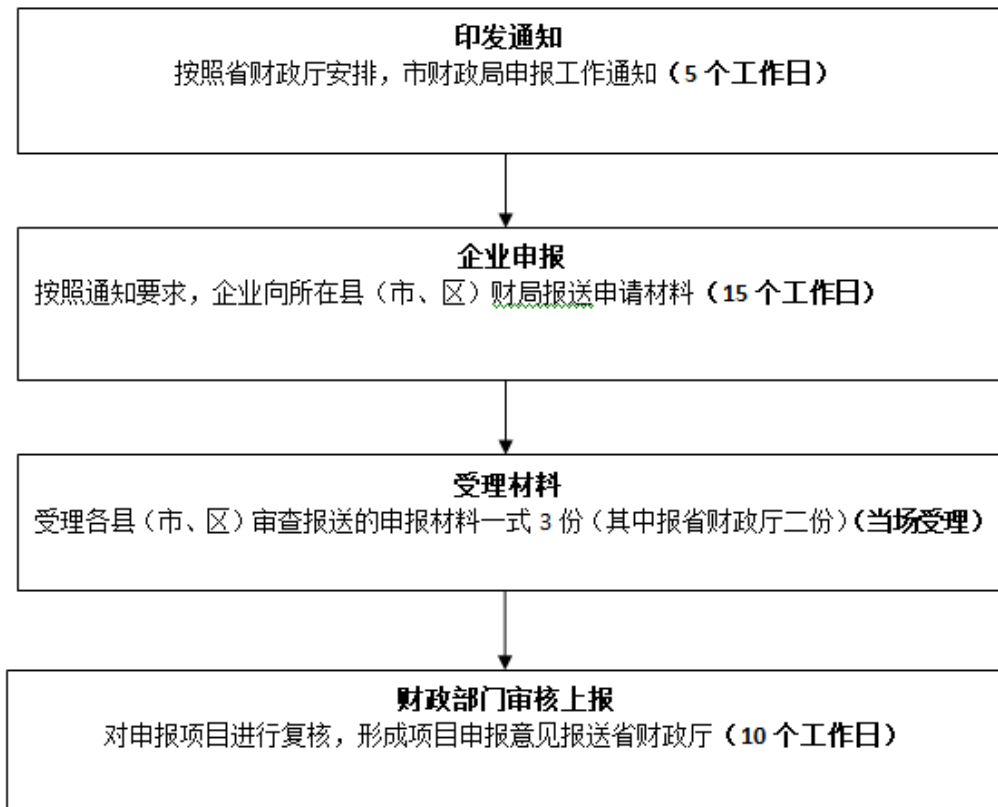 印发通知
按照省财政厅安排，市财政局申报工作通知（5 个工作日）
企业申报
按照通知要求，企业向所在县（市、区）财局报送申请材料（15 个工作日）
受理材料
受理各县（市、区）审查报送的申报材料一式 3 份（其中报省财政厅二份）（当场受理）
财政部门审核上报
对申报项目进行复核，形成项目申报意见报送省财政厅（10 个工作日）